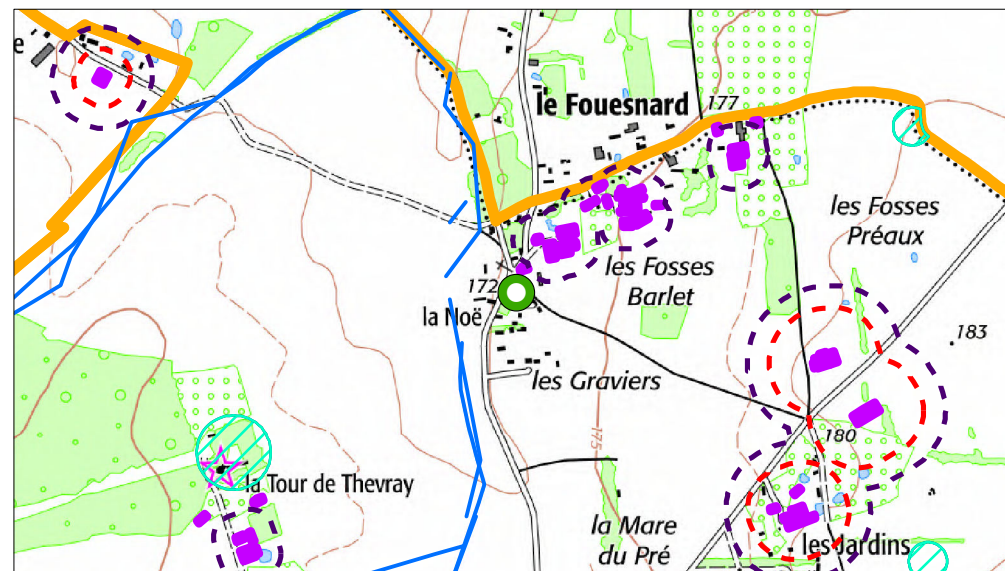 e
le Fouesnard
177
les Fosses
Préaux
les Fosses
Barlet
172
la Noë
183
les Graviers
175
180
la Tour de Thevray
la Mare
du Pré
les Jardins